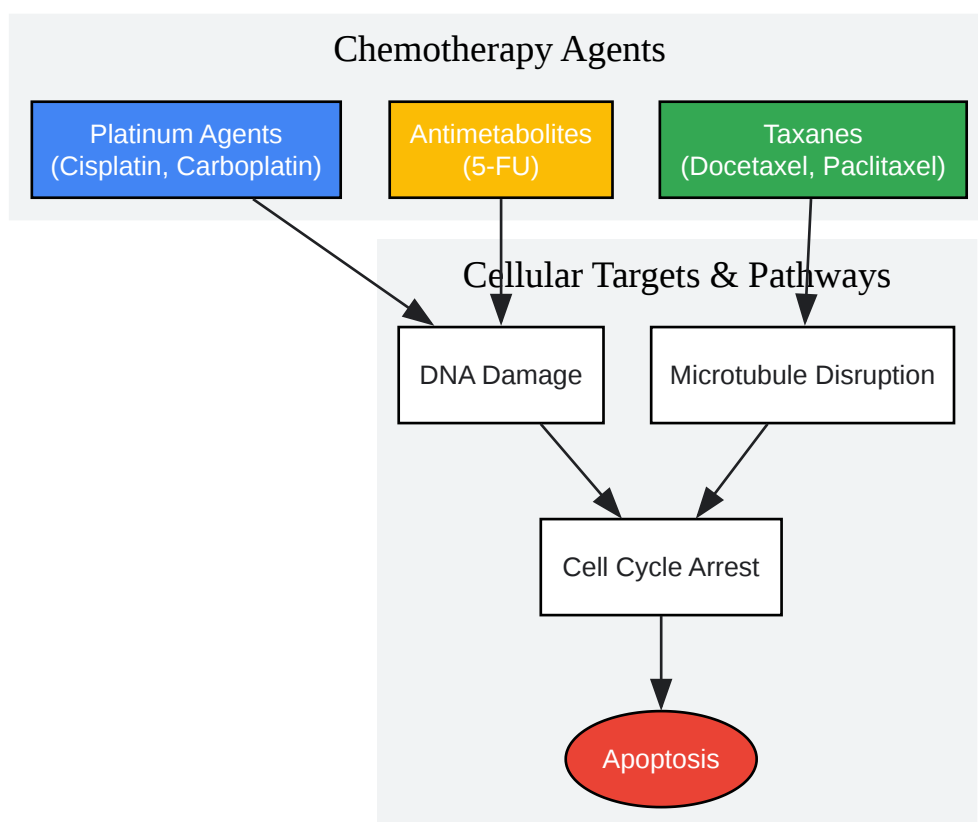 Chemotherapy Agents
Platinum Agents
(Cisplatin, Carboplatin)
Antimetabolites
(5-FU)
Taxanes
(Docetaxel, Paclitaxel)
Cellular Targets & Pathways
DNA Damage
Microtubule Disruption
Cell Cycle Arrest
Apoptosis